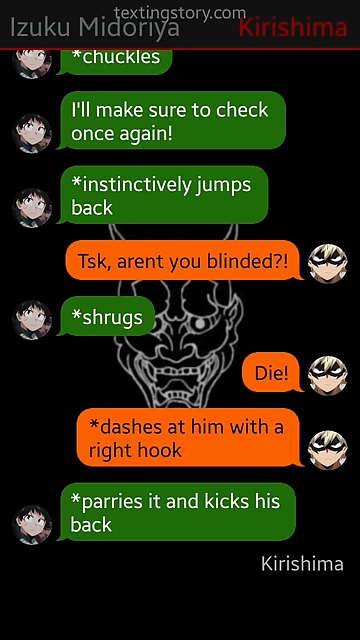 textingstory.com
Izuku Midoriya
Kirishima
*chuckles
I'll make sure to check
once again!
*instinctively jumps
back
Tsk, arent you blinded?!
*shrugs
Die!
*dashes at him with a
right hook
*parries it and kicks his
back
Kirishima